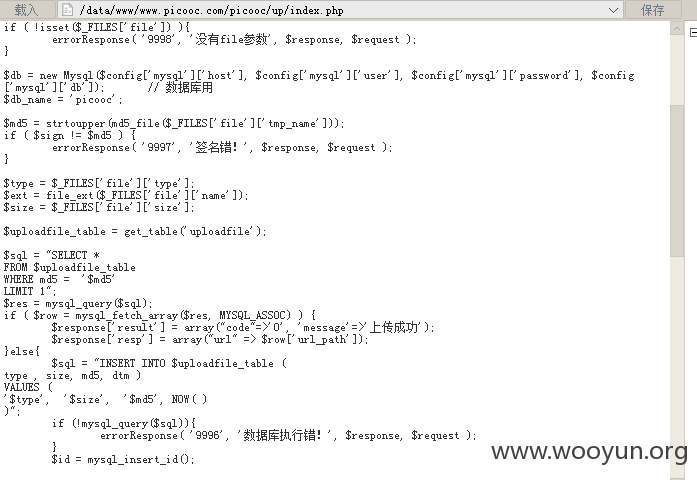 载入 /data/www/www.picooc.com/picooc/up/index.php 保存
if ( !isset($_FILES['file']) ){
errorResponse( '9998', '没有file参数', $response, $request );
}
$db = new Mysql($config['mysql']['host'], $config['mysql']['user'], $config['mysql']['password'], $config
['mysql']['db']); // 数据库用
$db_name = 'picooc';
$md5 = strtoupper(md5_file($_FILES['file']['tmp_name']));
if ( $sign != $md5 ) {
errorResponse( '9997', '签名错！', $response, $request );
}
$type = $_FILES['file']['type'];
$ext = file_ext($_FILES['file']['name']);
$size = $_FILES['file']['size'];
$uploadfile_table = get_table('uploadfile');
$sql = "SELECT *
FROM $uploadfile_table
WHERE md5 = '$md5'
LIMIT 1";
$res = mysql_query($sql);
if ( $row = mysql_fetch_array($res, MYSQL_ASSOC) ) {
$response['result'] = array("code"=>'0', 'message'=>'上传成功');
$response['resp'] = array("url" => $row['url_path']);
}else{
$sql = "INSERT INTO $uploadfile_table (
type , size, md5, dtm )
VALUES (
'$type', '$size', '$md5', NOW( )
)";
if (!mysql_query($sql)){
errorResponse( '9996', '数据库执行错！', $response, $request );
}
$id = mysql_insert_id();
www.wooyun.org